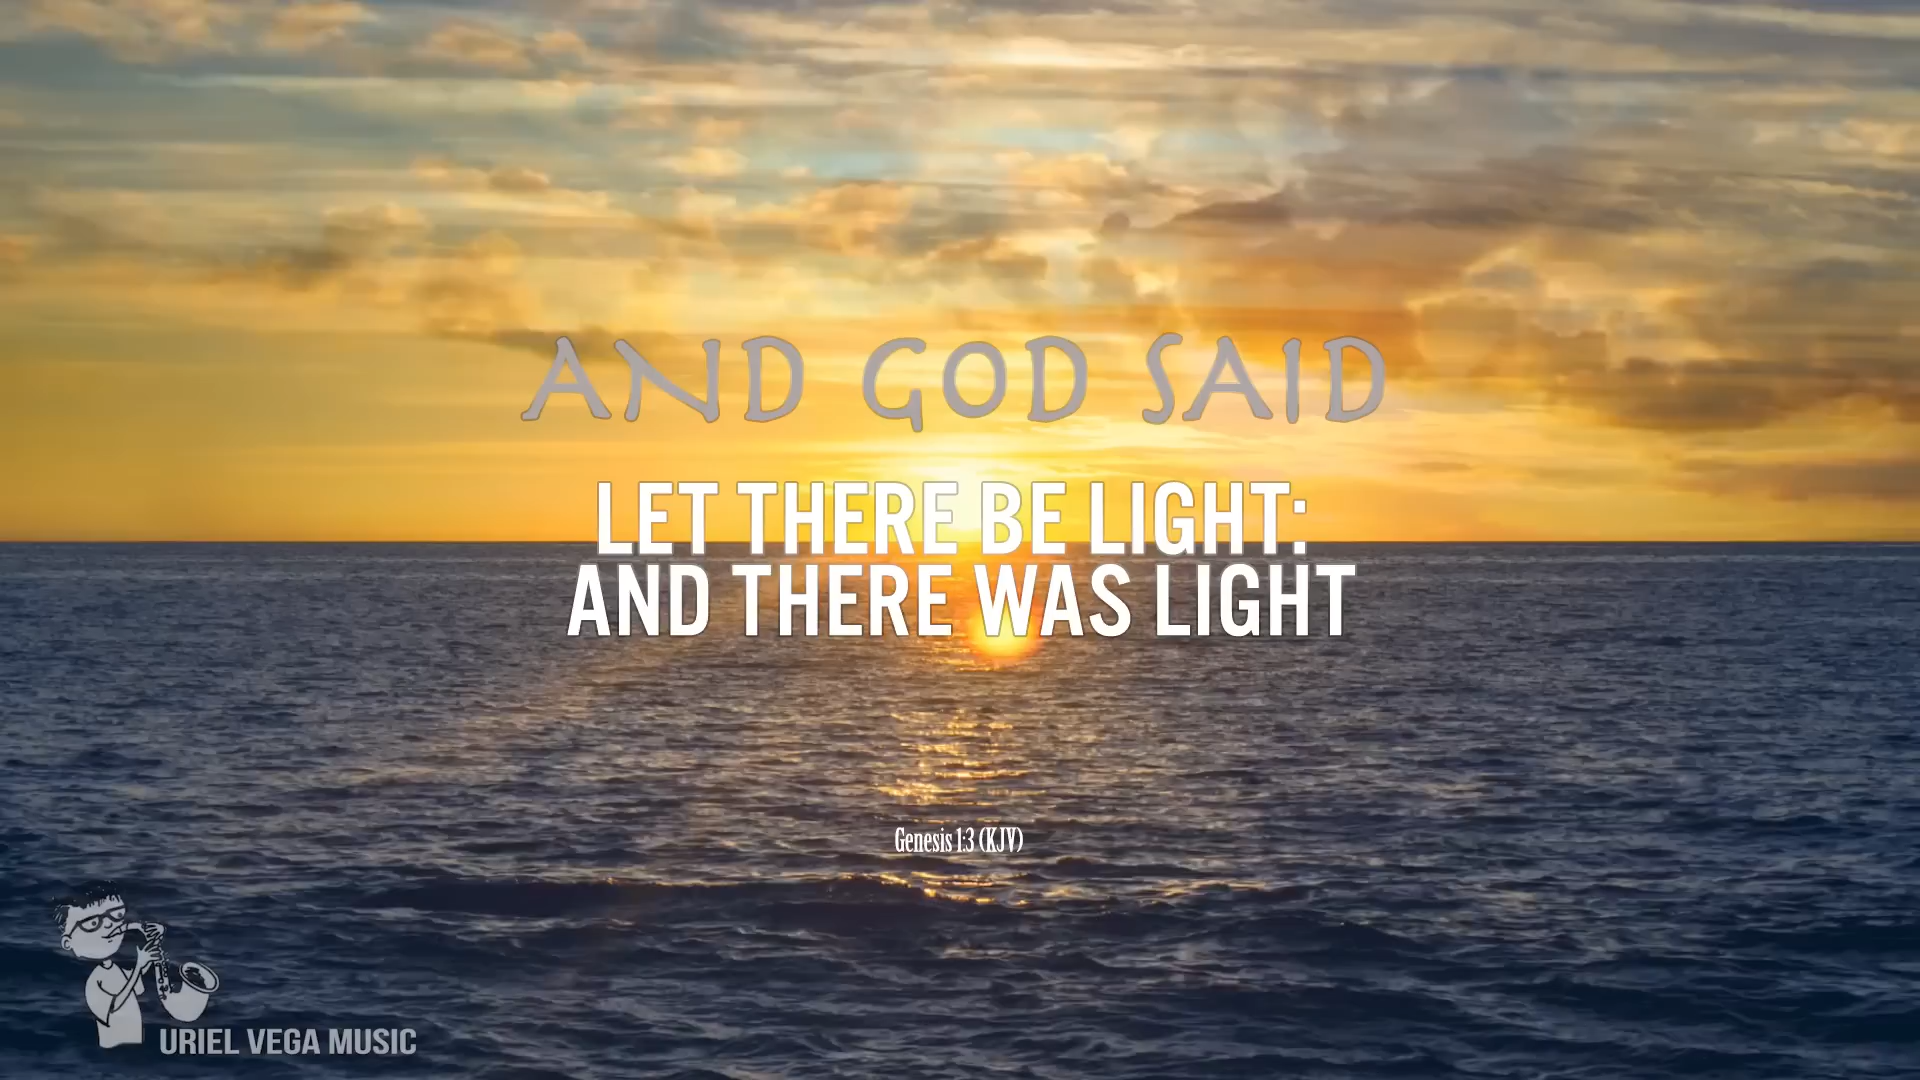 AND GOD SAID
LET THERE BE LIGHT:
AND THERE WAS LIGHT
Genesis 1:3 (KJV)
URIEL VEGA MUSIC